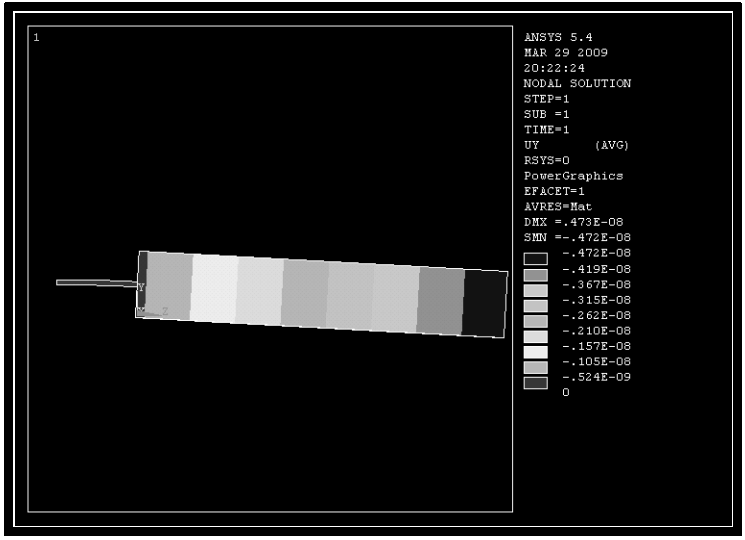 1
ANSYS 5.4
MAR 29 2009
20:22:24
NODAL SOLUTION
STEP=1
SUB =1
TIME=1
UY (AVG)
RSYS=0
PowerGraphics
EFACET=1
AVRES=Mat
DMX =.473E-08
SMN =-.472E-08
-.472E-08
-.419E-08
-.367E-08
-.315E-08
-.262E-08
-.210E-08
-.157E-08
-.105E-08
-.524E-09
0
Y